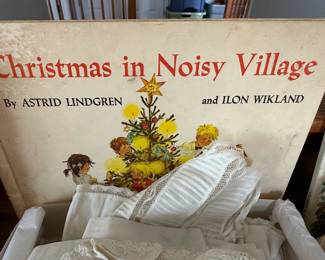 Christmas in Noisy Village
By ASTRID LINDGREN and ILON WIKLAND